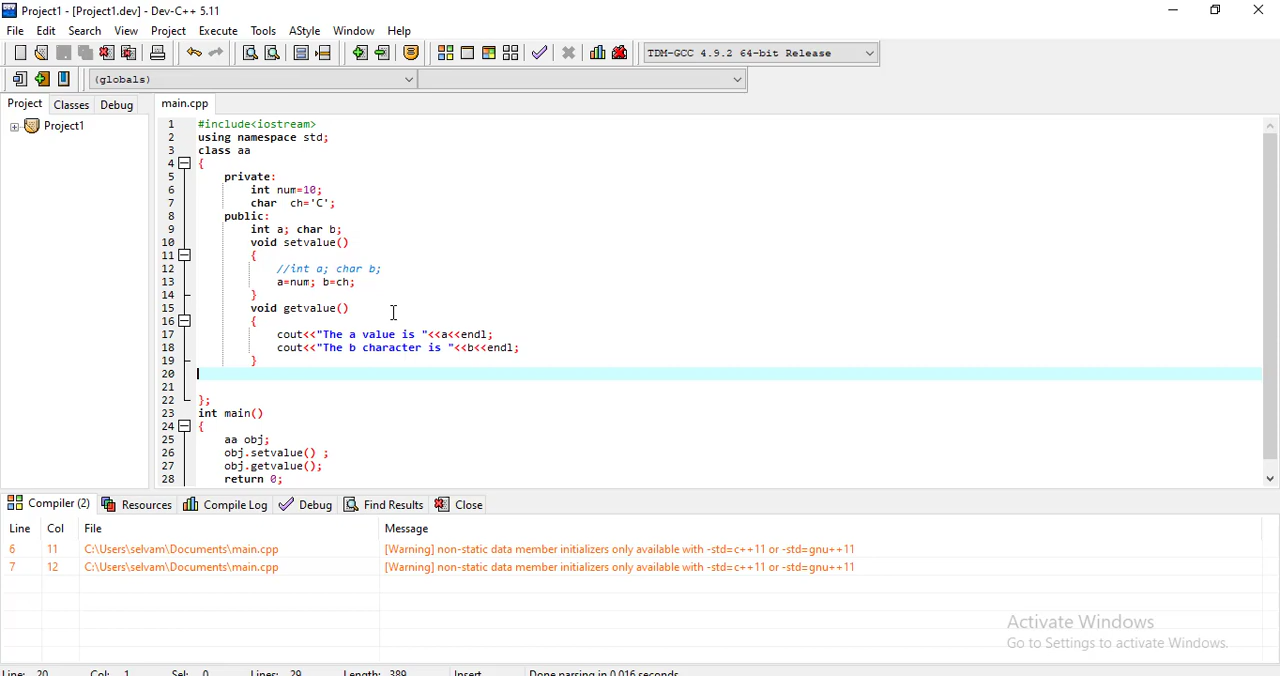 Project1 - [Project1.dev] - Dev-C++ 5.11
File Edit Search View Project Execute Tools AStyle Window Help
TDM-GCC 4.9.2 64-bit Release
(globals)
Project Classes Debug main.cpp
Project1
1 #include<iostream>
2 using namespace std;
3 class aa
4 {
5 private:
6 int num=10;
7 char ch='C';
8 public:
9 int a; char b;
10 void setvalue()
11 {
12 //int a; char b;
13 a=num; b=ch;
14 }
15 void getvalue()
16 {
17 cout<<"The a value is "<<a<<endl;
18 cout<<"The b character is "<<b<<endl;
19 }
20
21
22 };
23 int main()
24 {
25 aa obj;
26 obj.setvalue() ;
27 obj.getvalue();
28 return 0;
Compiler (2) Resources Compile Log Debug Find Results Close
Line Col File Message
6 11 C:\Users\selvam\Documents\main.cpp [Warning] non-static data member initializers only available with -std=c++11 or -std=gnu++11
7 12 C:\Users\selvam\Documents\main.cpp [Warning] non-static data member initializers only available with -std=c++11 or -std=gnu++11
Activate Windows
Go to Settings to activate Windows.
Line: 20 Col: 1 Sel: 0 Lines: 29 Length: 389 Insert Done parsing in 0.016 seconds